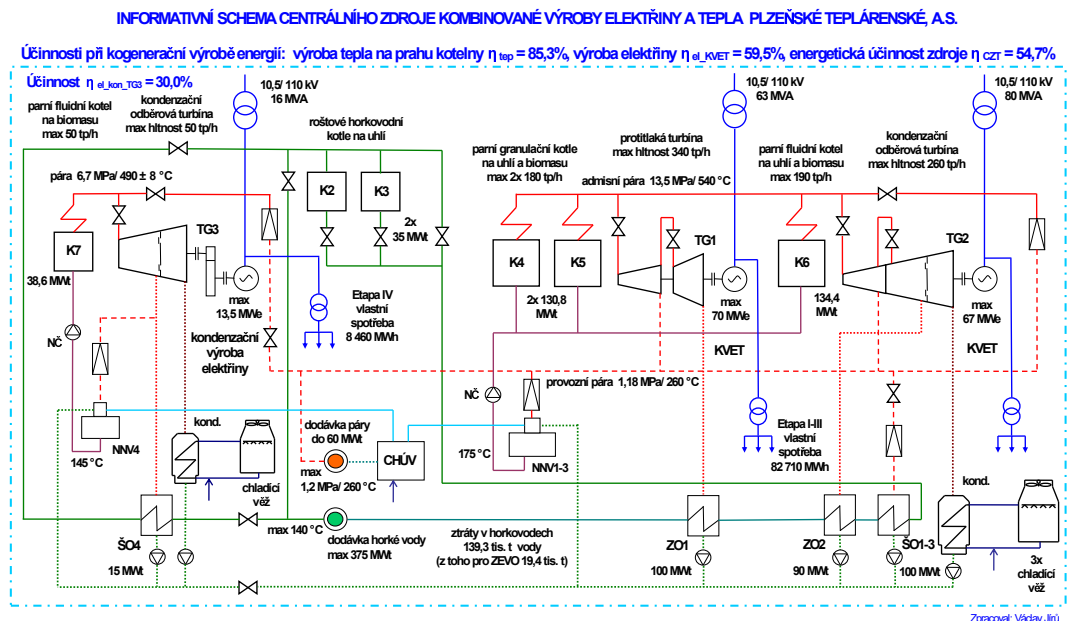 INFORMATIVNÍ SCHEMA CENTRÁLNÍHO ZDROJE KOMBINOVANÉ VÝROBY ELEKTŘINY A TEPLA PLZEŇSKÉ TEPLÁRENSKÉ, A.S.
Účinnosti při kogenerační výrobě energií: výroba tepla na prahu kotelny η tep = 85,3%, výroba elektřiny η el_KVET = 59,5%, energetická účinnost zdroje η CZT = 54,7%
Účinnost η el_kon_TG3 = 30,0%
10,5/ 110 kV
16 MVA
10,5/ 110 kV
63 MVA
10,5/ 110 kV
80 MVA
parní fluidní kotel
na biomasu
max 50 tp/h
kondenzační
odběrová turbína
max hltnost 50 tp/h
roštové horkovodní
kotle na uhlí
parní granulační kotle
na uhlí a biomasu
max 2x 180 tp/h
protitlaká turbína
max hltnost 340 tp/h
parní fluidní kotel
na uhlí a biomasu
max 190 tp/h
kondenzační
odběrová turbína
max hltnost 260 tp/h
pára 6,7 MPa/ 490 ± 8 °C
admisní pára 13,5 MPa/ 540 °C
K2
K3
2x
35 MWt
K7
TG3
38,6 MWt
max
13,5 MWe
K4
K5
TG1
K6
TG2
2x 130,8
MWt
max
70 MWe
134,4
MWt
max
67 MWe
Etapa IV
vlastní
spotřeba
8 460 MWh
kondenzační
výroba
elektřiny
NČ
KVET
KVET
provozní pára 1,18 MPa/ 260 °C
NČ
NNV4
145 °C
kond.
chladící
věž
dodávka páry
do 60 MWt
max
1,2 MPa/ 260 °C
CHÚV
175 °C
NNV1-3
Etapa I-III
vlastní
spotřeba
82 710 MWh
kond.
max 140 °C
dodávka horké vody
max 375 MWt
ztráty v horkovodech
139,3 tis. t vody
(z toho pro ZEVO 19,4 tis. t)
ŠO4
15 MWt
ZO1
100 MWt
ZO2
90 MWt
ŠO1-3
100 MWt
3x
chladící
věž
Zpracoval: Václav Jírů